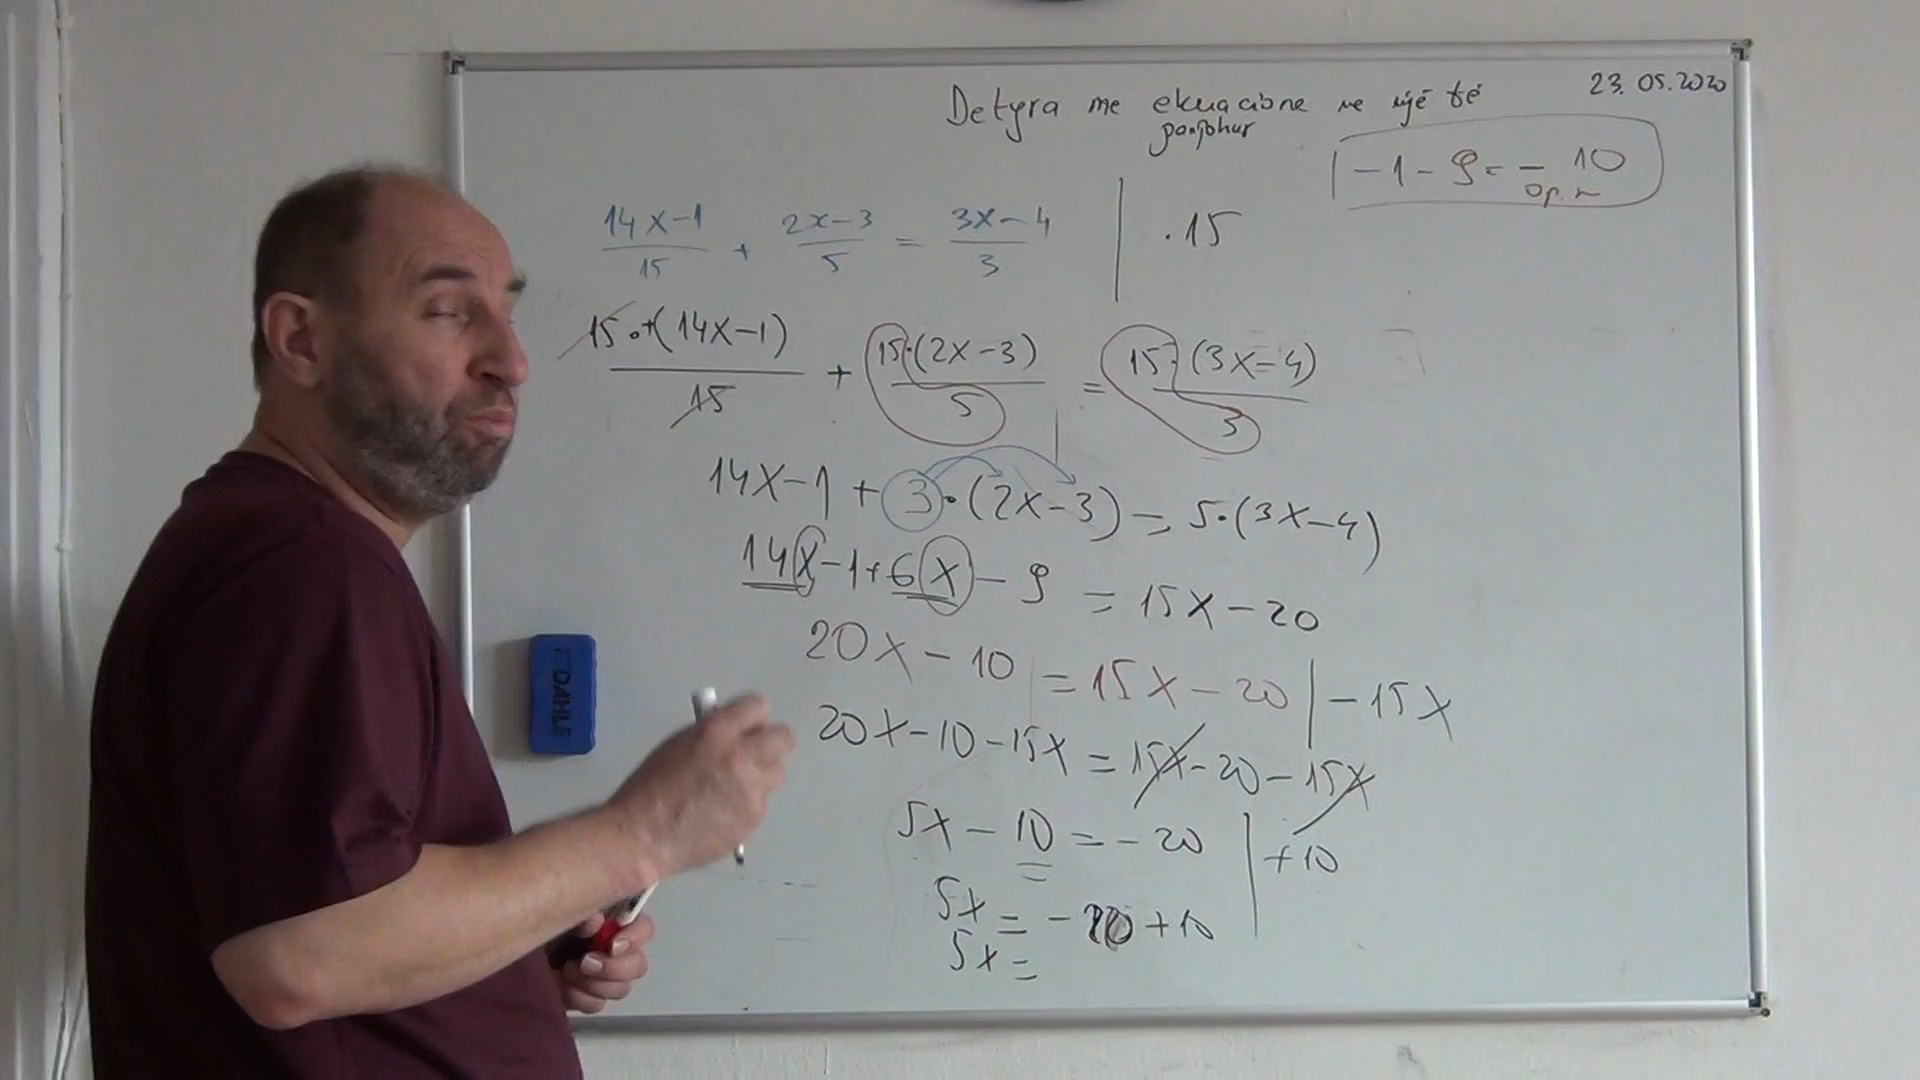 23.05.2020
Detyra me ekuacione me një të
panjohur
|-1-9=-10
14x-1/15 + 2x-3/5 = 3x-4/3 | ·15
15·(14x-1)/15 + 15·(2x-3)/5 = 15·(3x-4)/3
14x-1+3·(2x-3)=5·(3x-4)
14x-1+6x-9=15x-20
20x-10=15x-20|-15x
20x-10-15x=15x-20-15x
5x-10=-20|+10
5x=-20+10
5x=
DAHLE